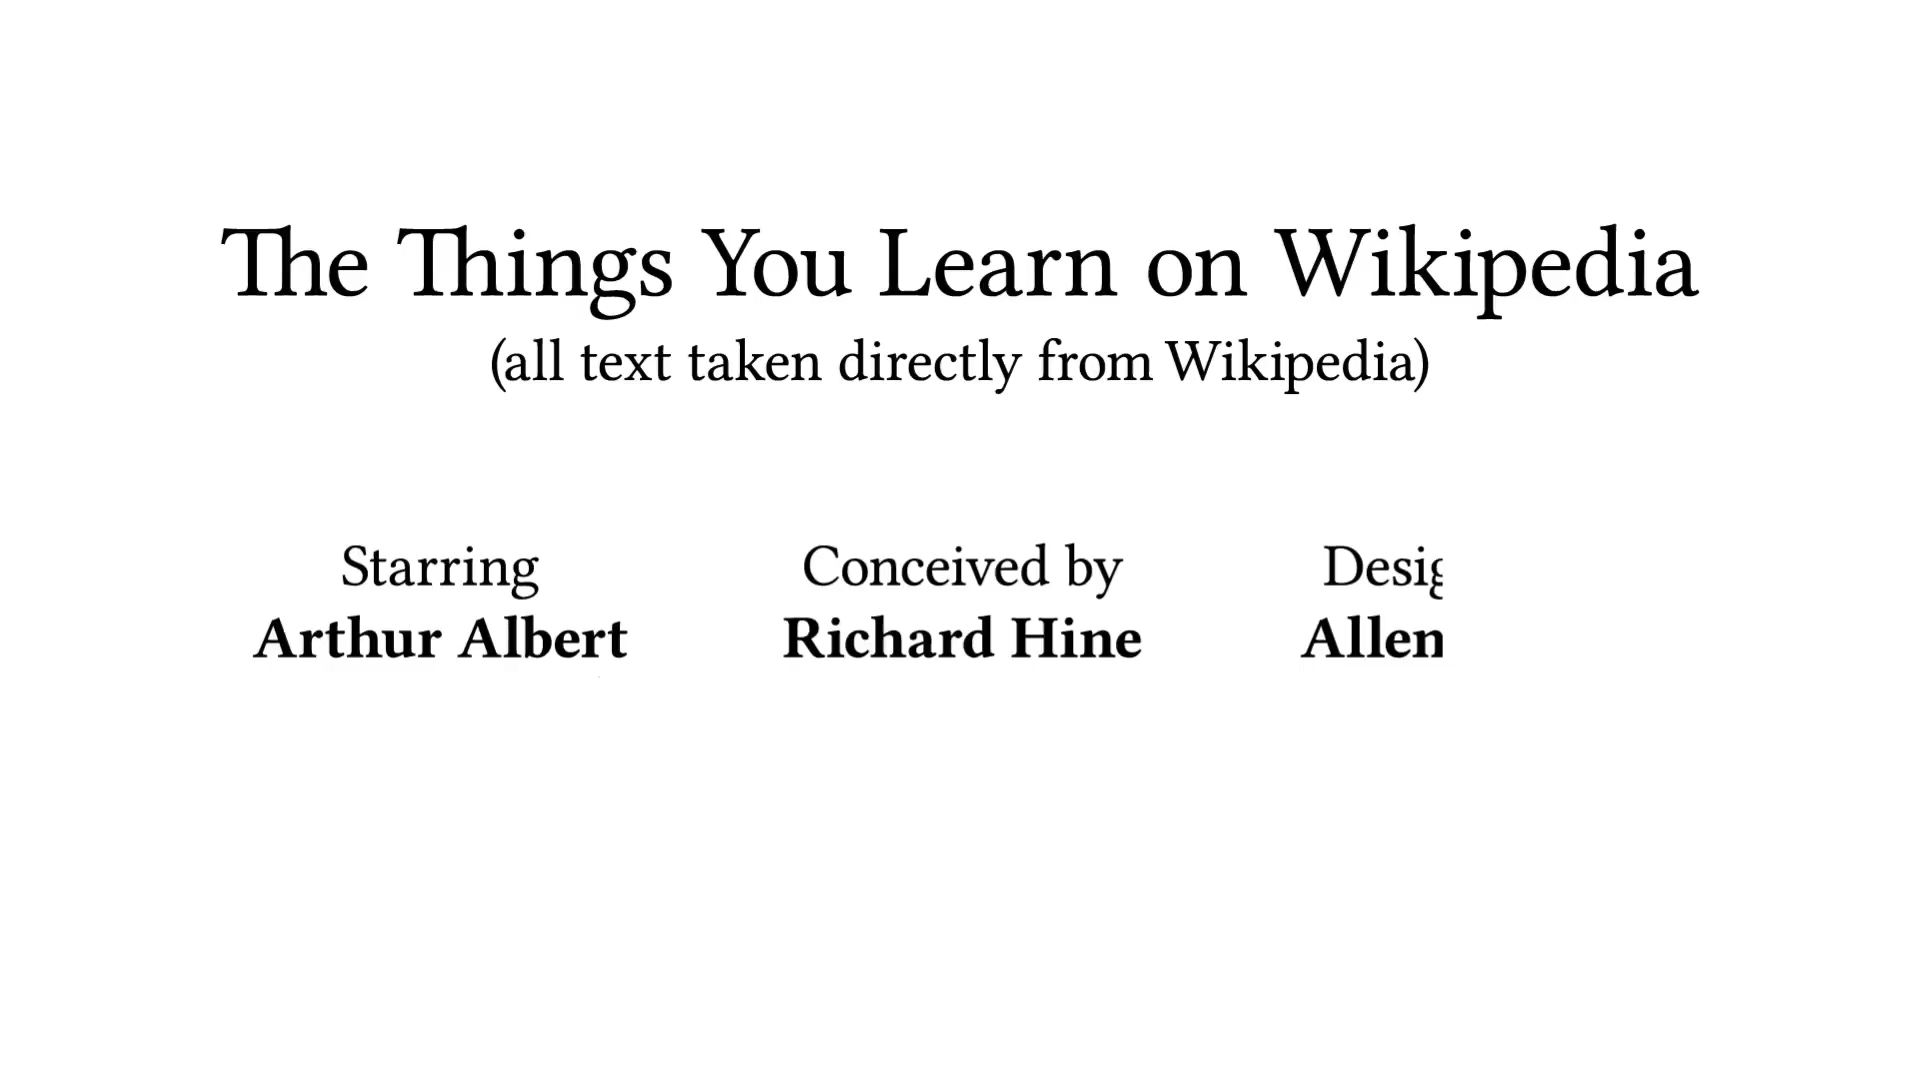 The Things You Learn on Wikipedia
(all text taken directly from Wikipedia)
Starring
Arthur Albert
Conceived by
Richard Hine
Desig
Allen